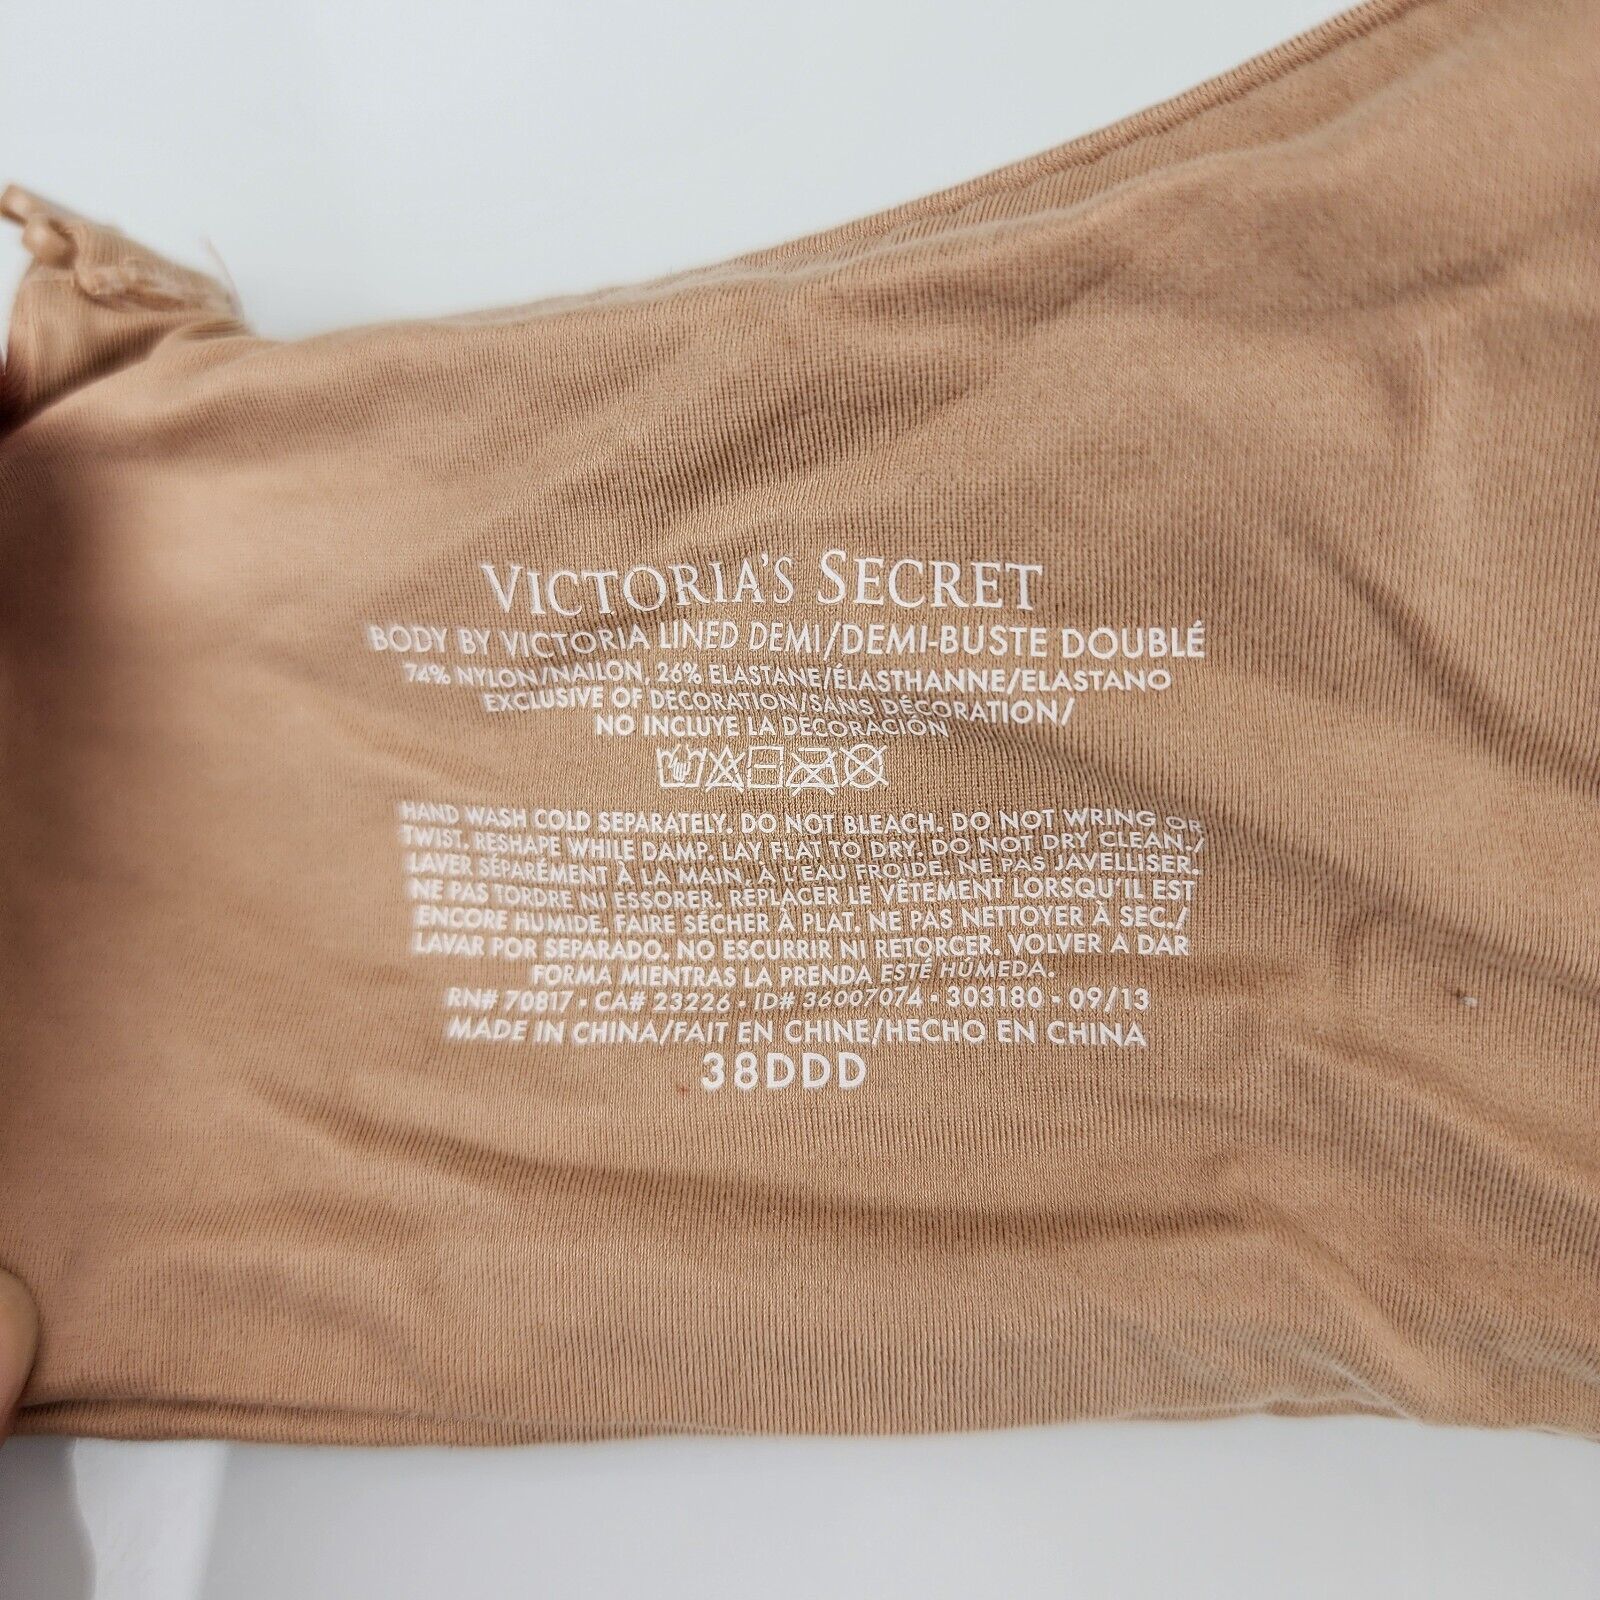 VICTORIA'S SECRET
BODY BY VICTORIA LINED DEMI/DEMI-BUSTE DOUBLÉ
74% NYLON/NAILON, 26% ELASTANE/ÉLASTHANNE/ELASTANO
EXCLUSIVE OF DECORATION/SANS DÉCORATION/
NO INCLUYE LA DECORACIÓN
HAND WASH COLD SEPARATELY. DO NOT BLEACH. DO NOT WRING OR
TWIST. RESHAPE WHILE DAMP. LAY FLAT TO DRY. DO NOT DRY CLEAN./
LAVER SÉPARÉMENT À LA MAIN, À L'EAU FROIDE. NE PAS JAVELLISER.
NE PAS TORDRE NI ESSORER. REPLACER LE VÊTEMENT LORSQU'IL EST
ENCORE HUMIDE. FAIRE SÉCHER À PLAT. NE PAS NETTOYER À SEC./
LAVAR POR SEPARADO. NO ESCURRIR NI RETORCER. VOLVER A DAR
FORMA MIENTRAS LA PRENDA ESTÉ HÚMEDA.
RN# 70817 • CA# 23226 • ID# 36007074 • 303180 - 09/13
MADE IN CHINA/FAIT EN CHINE/HECHO EN CHINA
38DDD